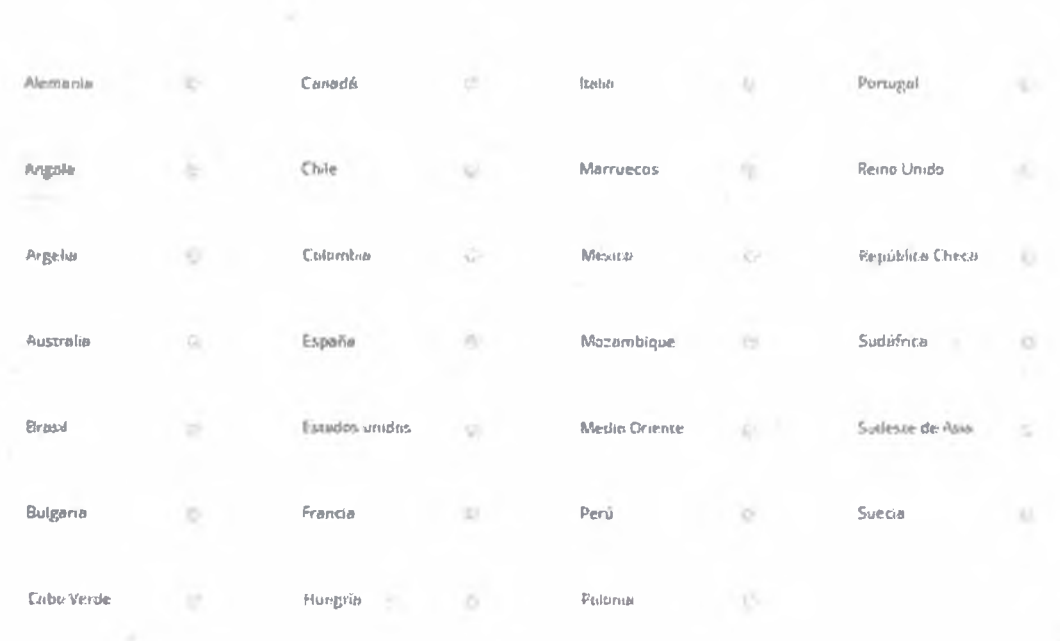 Alemania Canadá Italia Portugal
Angola Chile Marruecos Reino Unido
Argelia Colombia México República Checa
Australia España Mozambique Sudáfrica
Brasil Estados unidos Medio Oriente Sudeste de Asia
Bulgaria Francia Perú Suecia
Cabo Verde Hungría Polonia